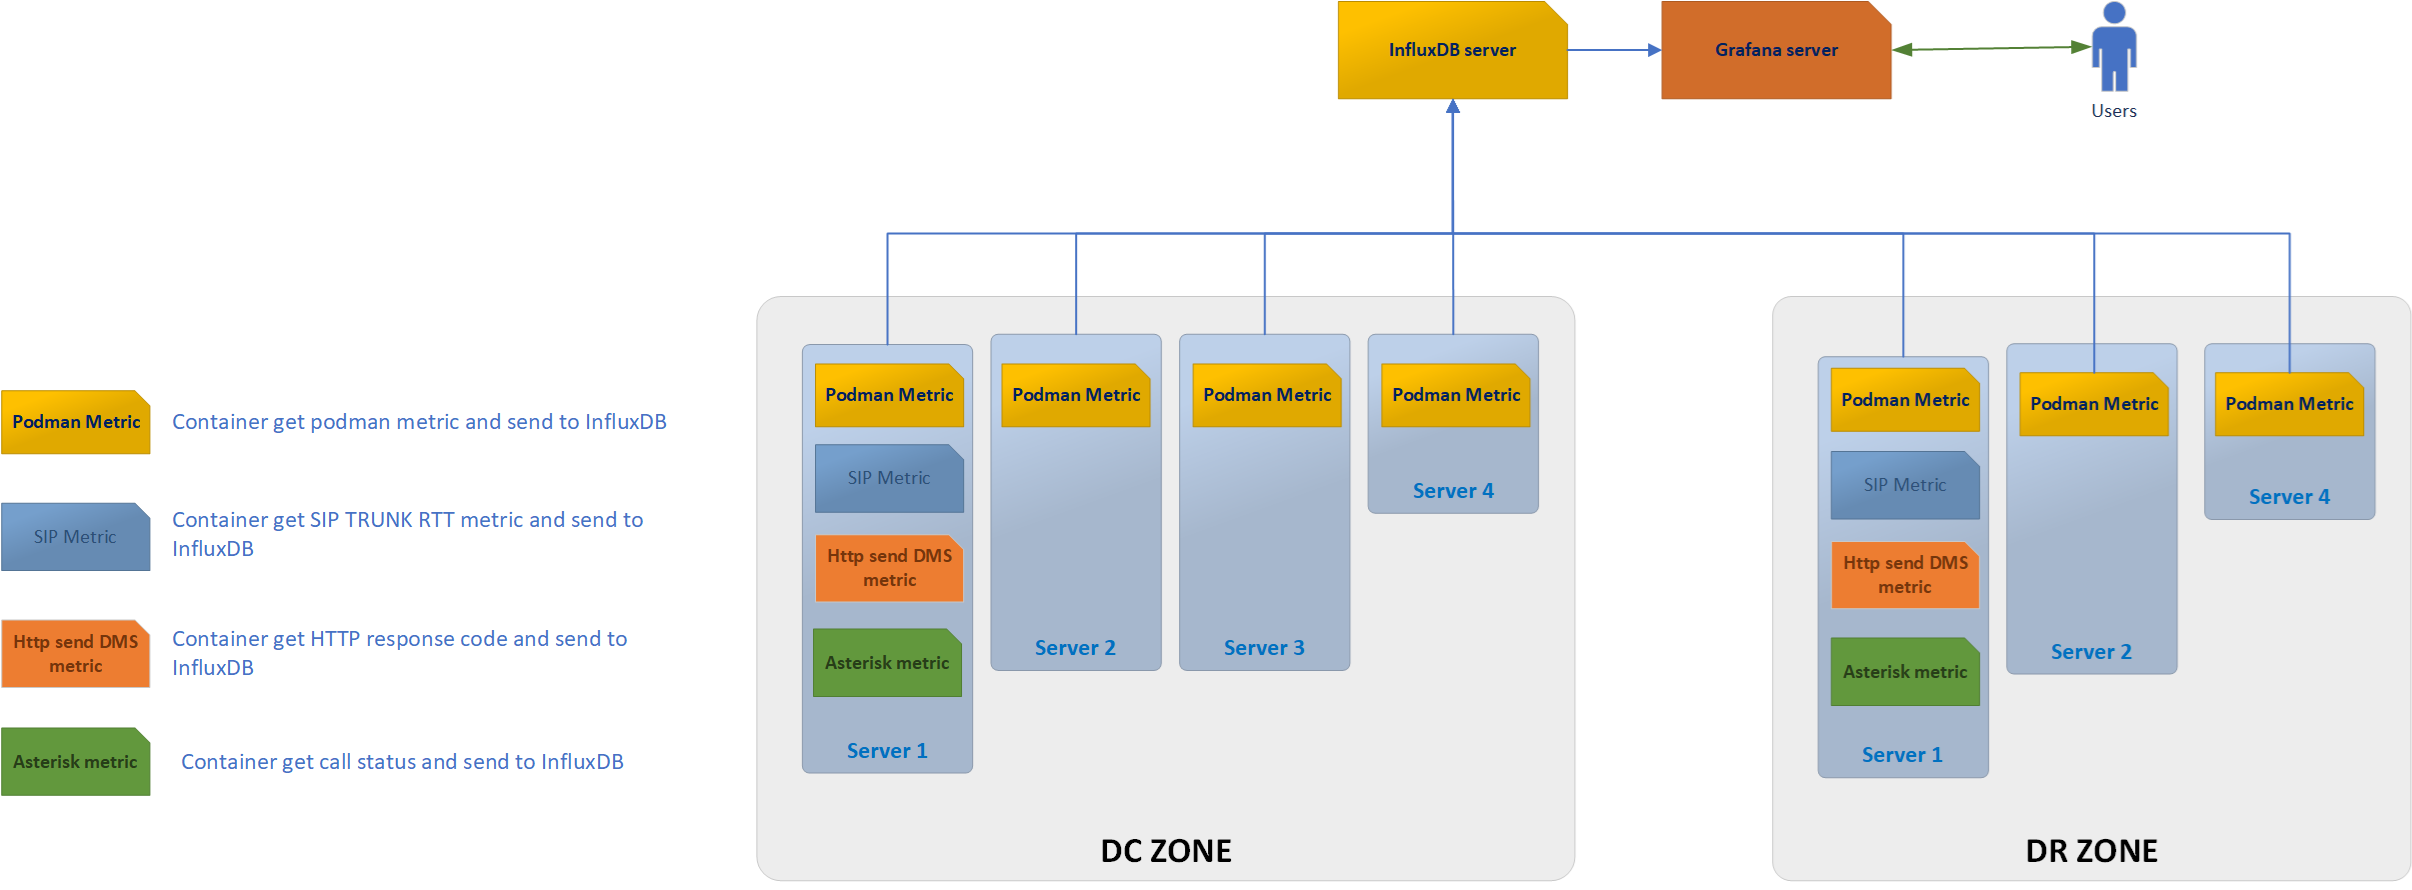 InfluxDB server
Grafana server
Users
Podman Metric
Container get podman metric and send to InfluxDB
SIP Metric
Container get SIP TRUNK RTT metric and send to
InfluxDB
Http send DMS
metric
Container get HTTP response code and send to
InfluxDB
Asterisk metric
Container get call status and send to InfluxDB
Podman Metric
SIP Metric
Http send DMS
metric
Asterisk metric
Server 1
Podman Metric
Server 2
Podman Metric
Server 3
Podman Metric
Server 4
DC ZONE
Podman Metric
SIP Metric
Http send DMS
metric
Asterisk metric
Server 1
Podman Metric
Server 2
Podman Metric
Server 4
DR ZONE